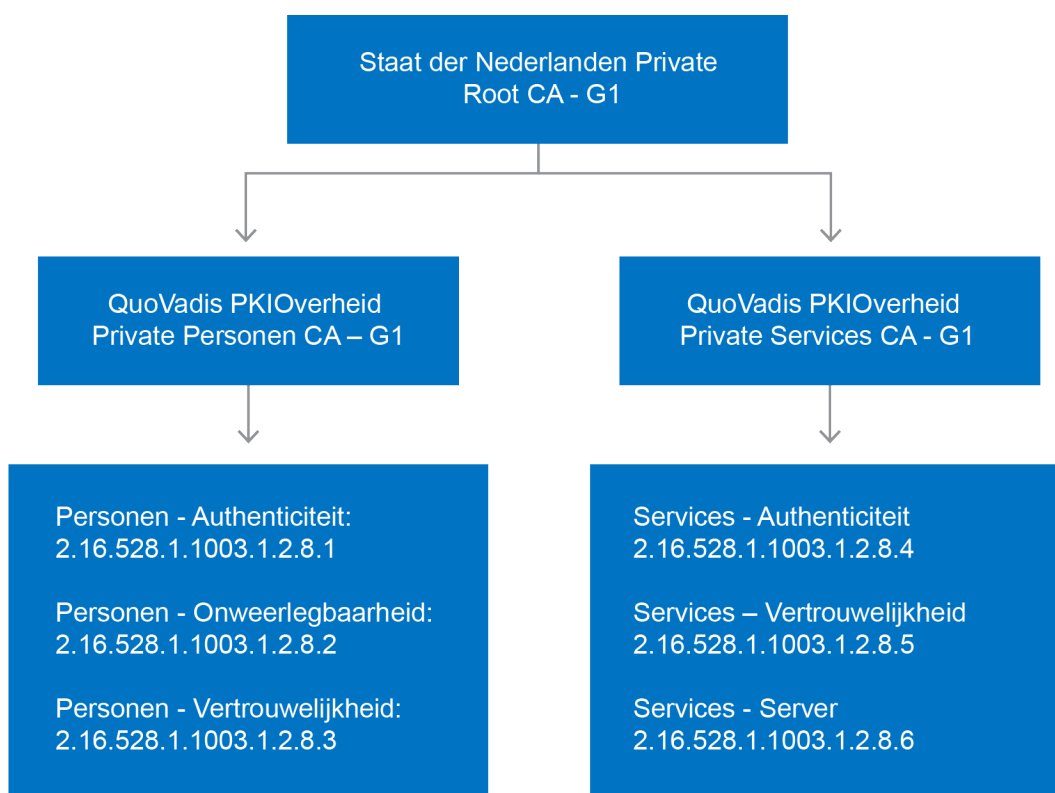 Staat der Nederlanden Private
Root CA - G1
QuoVadis PKIOverheid
Private Personen CA – G1
QuoVadis PKIOverheid
Private Services CA - G1
Personen - Authenticiteit:
2.16.528.1.1003.1.2.8.1
Personen - Onweerlegbaarheid:
2.16.528.1.1003.1.2.8.2
Personen - Vertrouwelijkheid:
2.16.528.1.1003.1.2.8.3
Services - Authenticiteit
2.16.528.1.1003.1.2.8.4
Services – Vertrouwelijkheid
2.16.528.1.1003.1.2.8.5
Services - Server
2.16.528.1.1003.1.2.8.6